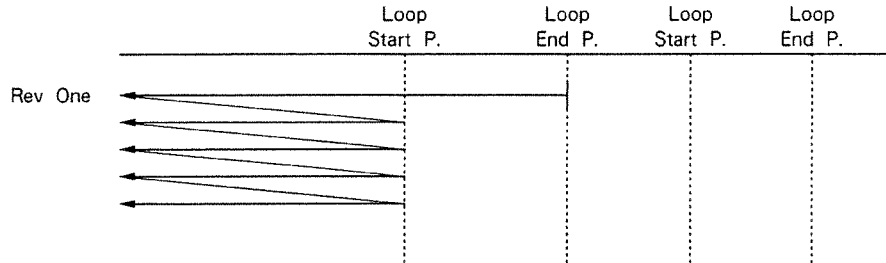 Loop Loop Loop Loop
Start P. End P. Start P. End P.
Rev One